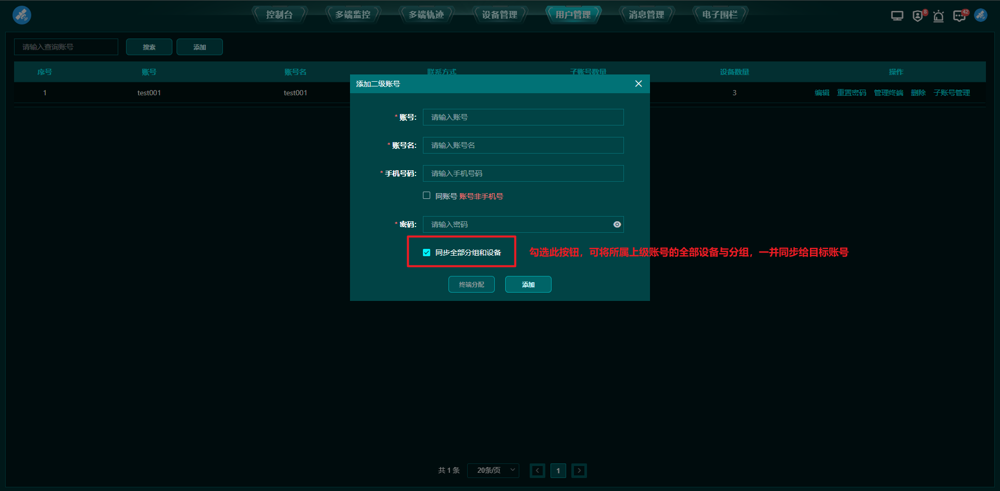 控制台
多端监控
多端轨迹
设备管理
用户管理
消息管理
电子围栏
8
42
请输入查询账号
搜索
添加
序号 账号 账号名 联系方式 子账号数量 设备数量 操作
1 test001 test001 3 编辑 重置密码 管理终端 删除 子账号管理
添加二级账号
* 账号: 请输入账号
* 账号名: 请输入账号名
* 手机号码: 请输入手机号码
同账号 账号非手机号
* 密码: 请输入密码
同步全部分组和设备
勾选此按钮，可将所属上级账号的全部设备与分组，一并同步给目标账号
终端分配
添加
共 1 条 20条/页 1